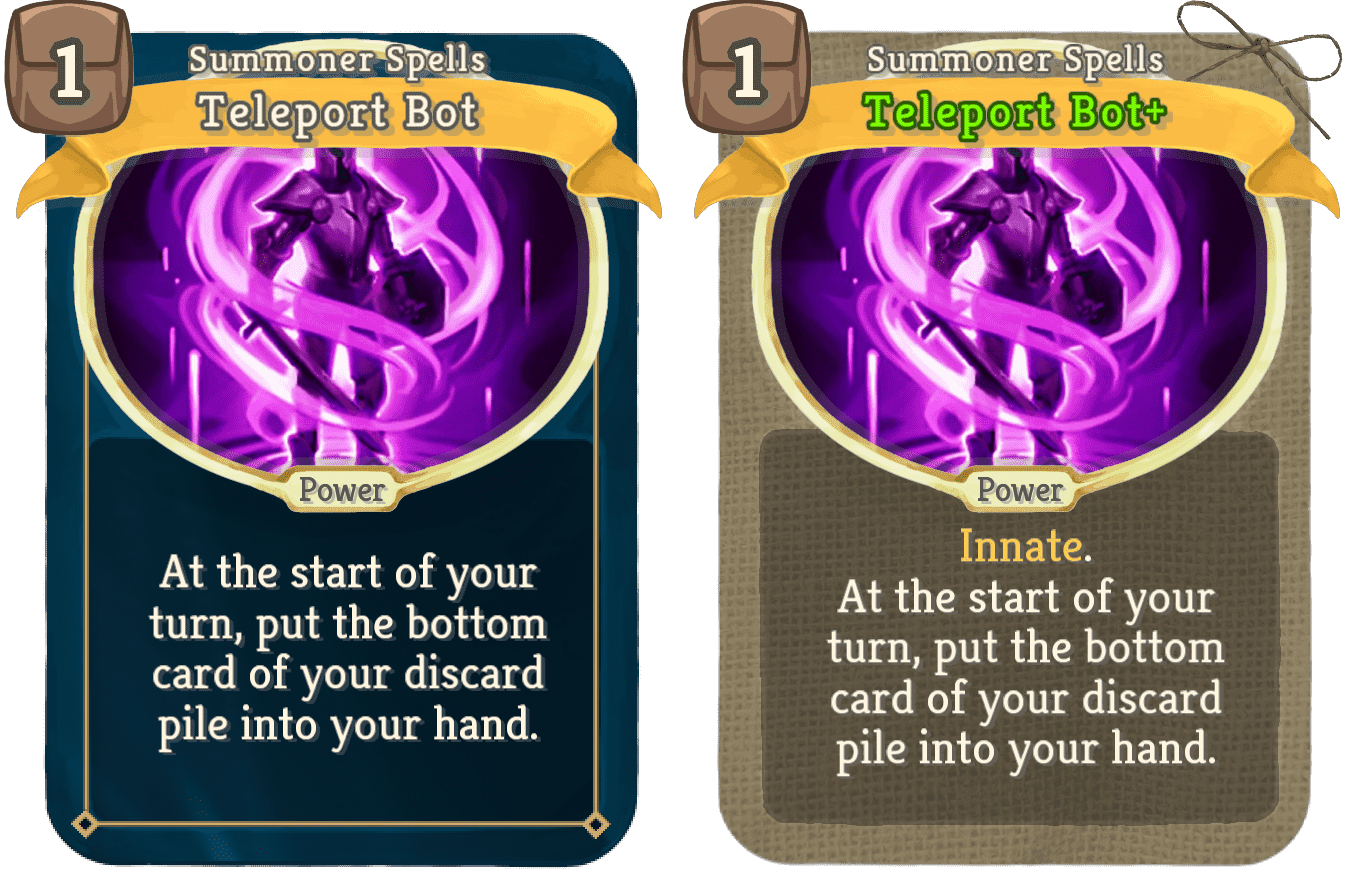 1
Summoner Spells
Teleport Bot
Power
At the start of your
turn, put the bottom
card of your discard
pile into your hand.
1
Summoner Spells
Teleport Bot+
Power
Innate.
At the start of your
turn, put the bottom
card of your discard
pile into your hand.